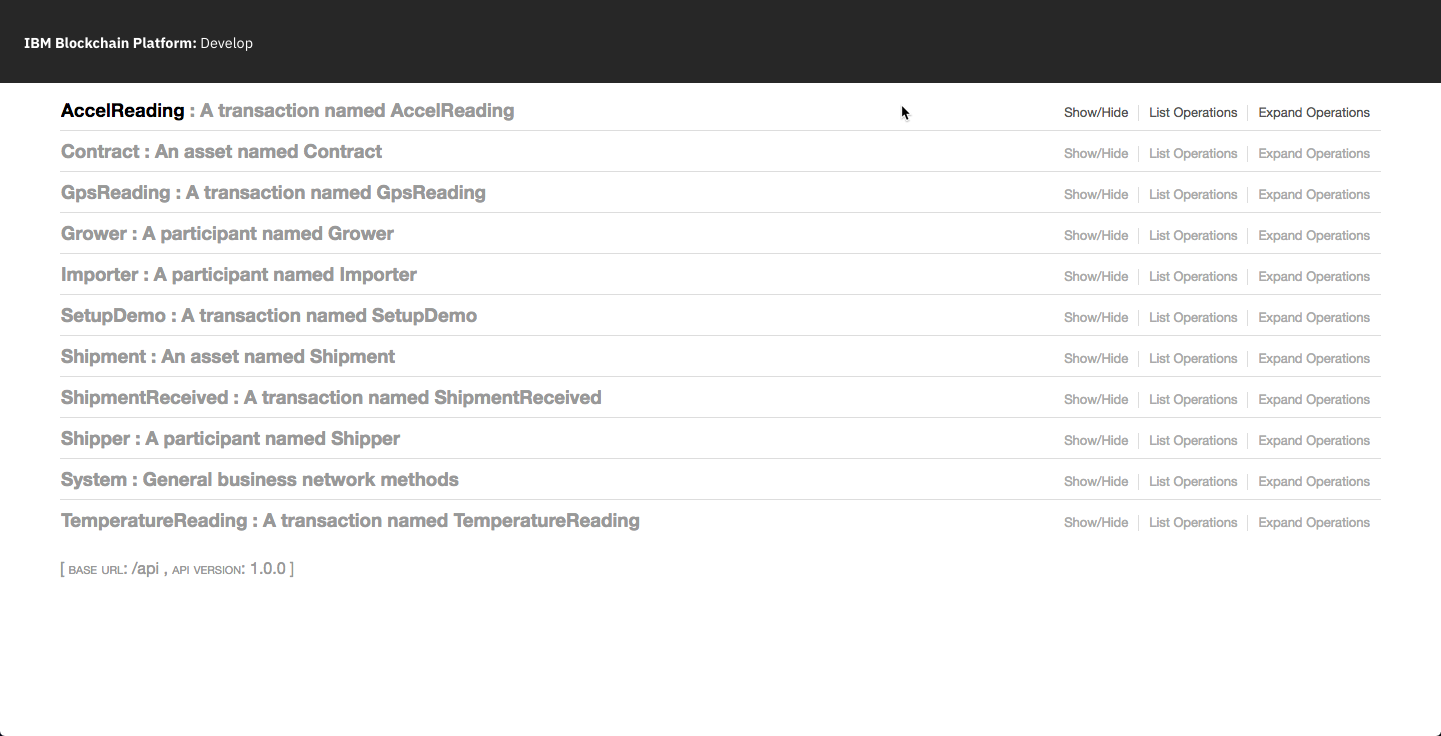 IBM Blockchain Platform: Develop
AccelReading : A transaction named AccelReading Show/Hide List Operations Expand Operations
Contract : An asset named Contract Show/Hide List Operations Expand Operations
GpsReading : A transaction named GpsReading Show/Hide List Operations Expand Operations
Grower : A participant named Grower Show/Hide List Operations Expand Operations
Importer : A participant named Importer Show/Hide List Operations Expand Operations
SetupDemo : A transaction named SetupDemo Show/Hide List Operations Expand Operations
Shipment : An asset named Shipment Show/Hide List Operations Expand Operations
ShipmentReceived : A transaction named ShipmentReceived Show/Hide List Operations Expand Operations
Shipper : A participant named Shipper Show/Hide List Operations Expand Operations
System : General business network methods Show/Hide List Operations Expand Operations
TemperatureReading : A transaction named TemperatureReading Show/Hide List Operations Expand Operations
[ BASE URL: /api , API VERSION: 1.0.0 ]